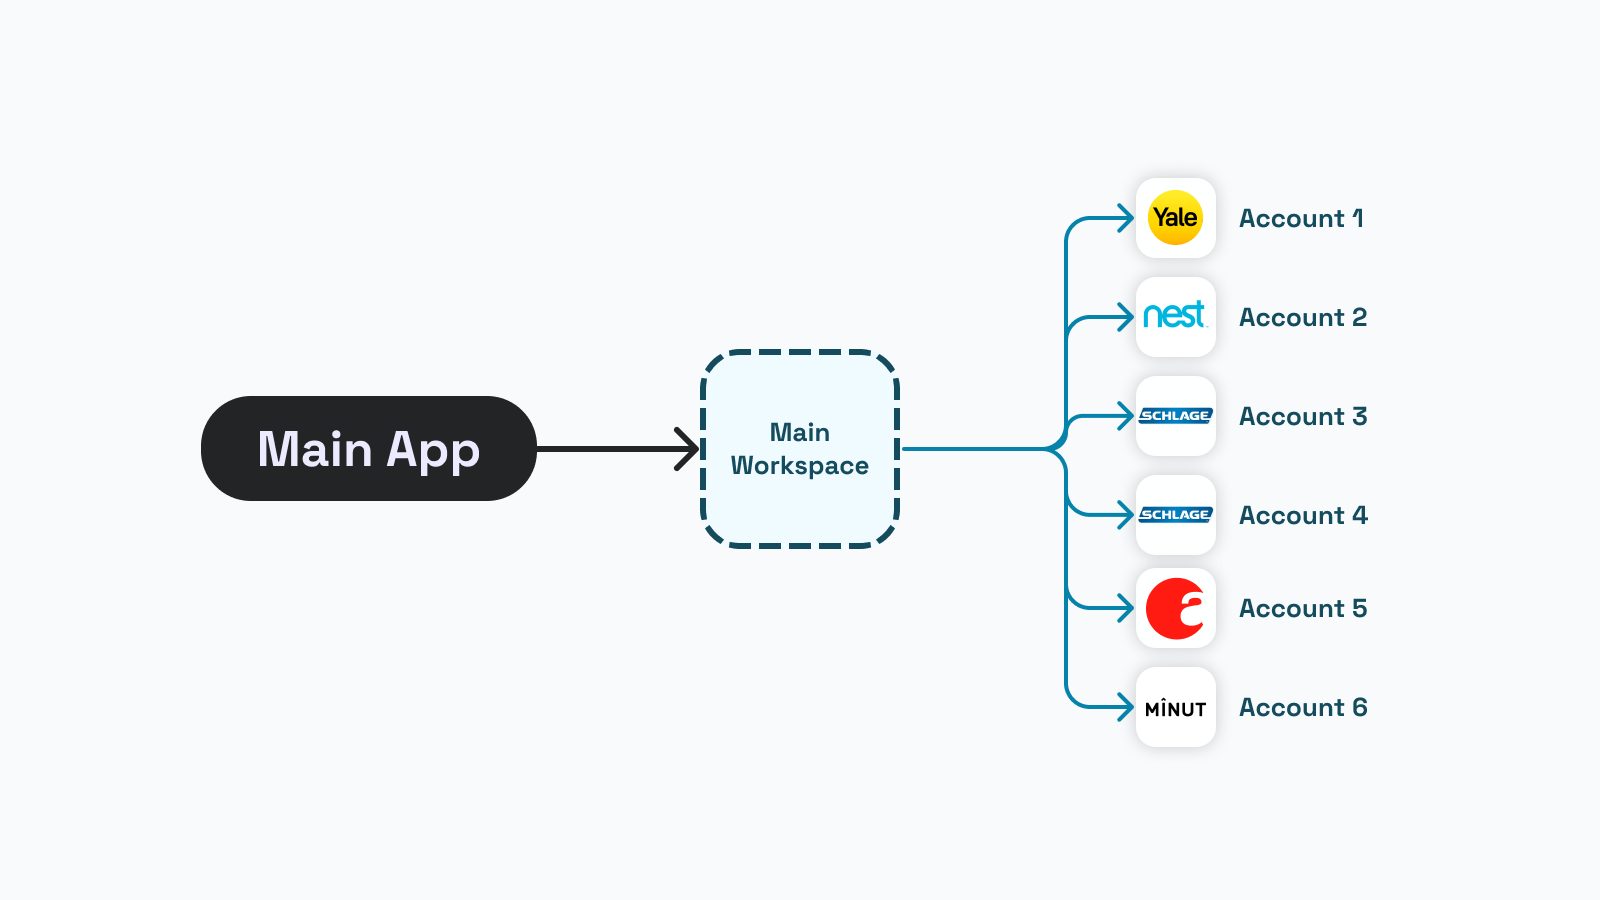 Main App
Main
Workspace
Yale
Account 1
nest
Account 2
SCHLAGE
Account 3
SCHLAGE
Account 4
a
Account 5
MÎNUT
Account 6